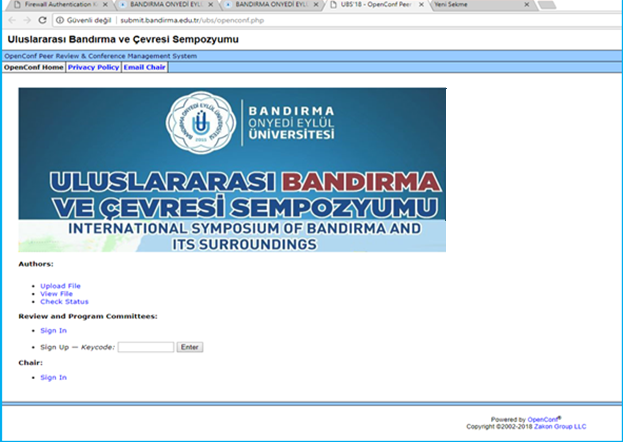 Firewall Authentication K
BANDIRMA ONYEDİ EYLÜ
BANDIRMA ONYEDİ EYLÜ
UBS'18 - OpenConf Peer
Yeni Sekme
Güvenli değil | submit.bandirma.edu.tr/ubs/openconf.php
Uluslararası Bandırma ve Çevresi Sempozyumu
OpenConf Peer Review & Conference Management System
OpenConf Home | Privacy Policy | Email Chair
BANDIRMA
ONYEDİ EYLÜL
ÜNİVERSİTESİ
ULUSLARARASI BANDIRMA
VE ÇEVRESİ SEMPOZYUMU
INTERNATIONAL SYMPOSIUM OF BANDIRMA AND
ITS SURROUNDINGS
Authors:
Upload File
View File
Check Status
Review and Program Committees:
Sign In
Sign Up — Keycode: Enter
Chair:
Sign In
Powered by OpenConf®
Copyright ©2002-2018 Zakon Group LLC